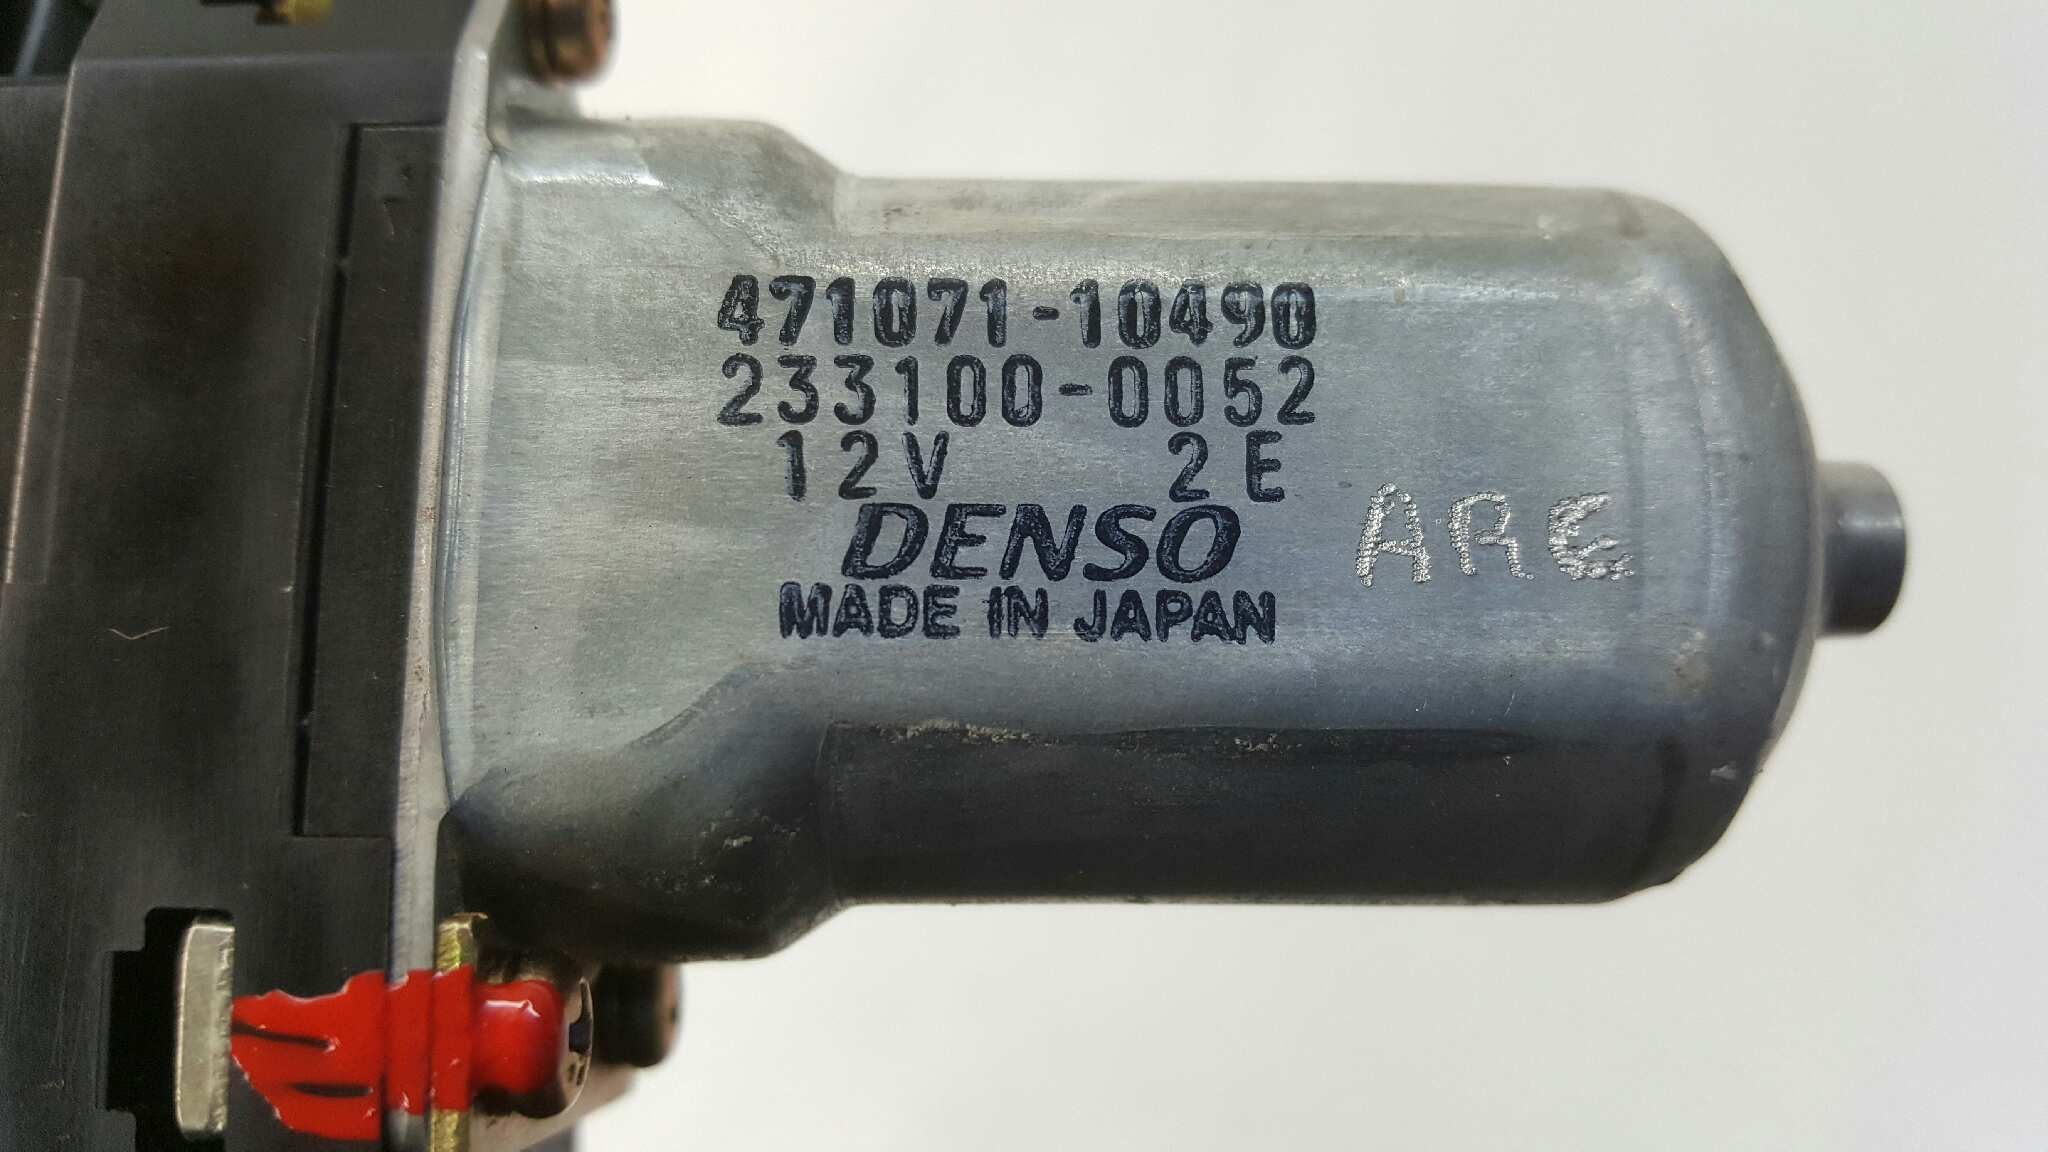 471071-10490
233100-0052
12V 2E
DENSO ARG
MADE IN JAPAN